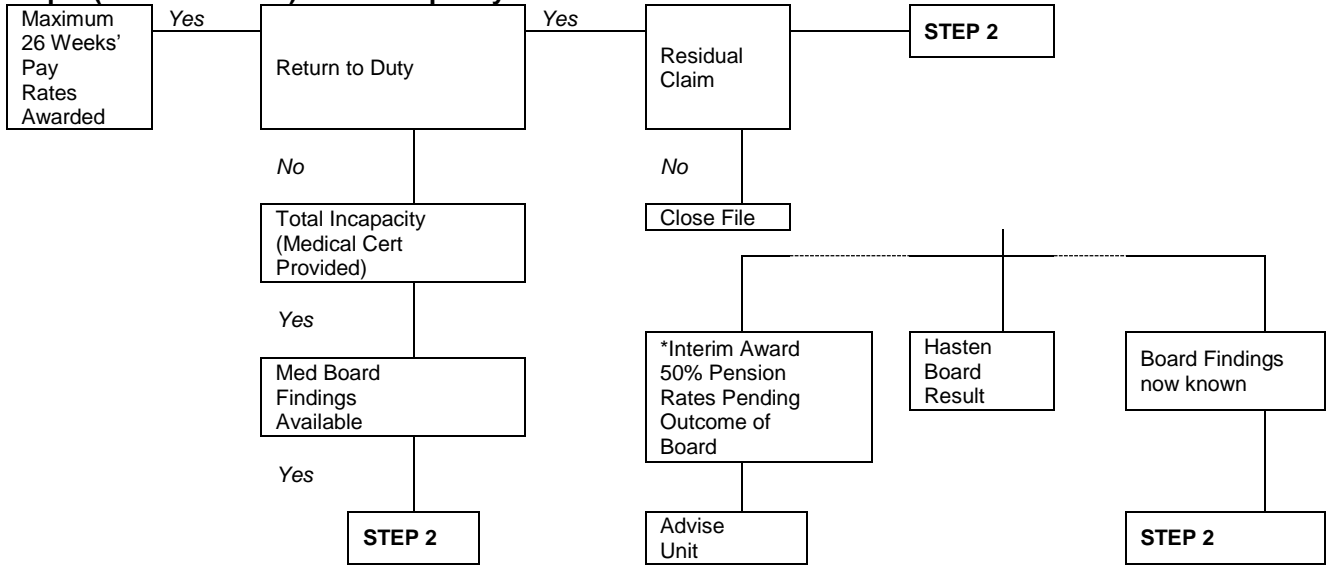 Maximum
26 Weeks'
Pay
Rates
Awarded
Yes
Return to Duty
Yes
Residual
Claim
STEP 2
No
No
Total Incapacity
(Medical Cert
Provided)
Close File
Yes
Med Board
Findings
Available
*Interim Award
50% Pension
Rates Pending
Outcome of
Board
Hasten
Board
Result
Board Findings
now known
Yes
STEP 2
Advise
Unit
STEP 2